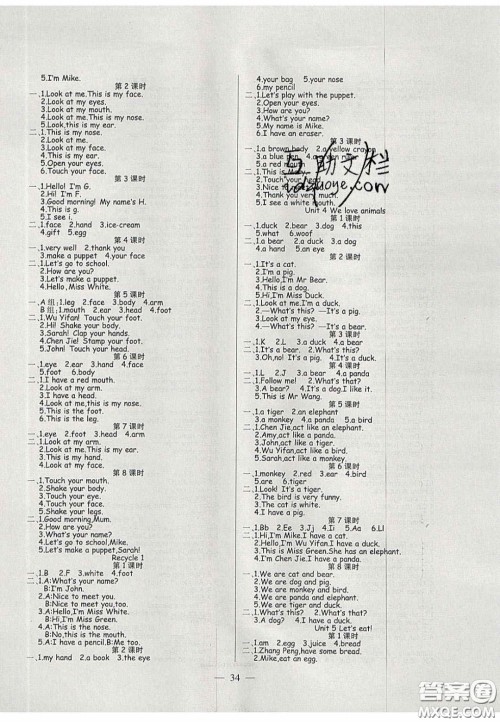 5.I'm Mike.
第 2 课时
一、1.Look at me.This is my face.
2.Look at my eyes.
3.Look at my mouth.
4.Look at me.This is my nose.
5.Look,this is my ear.
二、1.This is my nose.
2.Look at my mouth.
3.Look at my face.
4.This is my ear.
5.Open your eyes.
6.Touch your face.
第 3 课时
一、1.Hello! I'm G.
2.Hi! I'm F.
3.Good morning! My name's H.
5.I see i.
二、1.face 2.hand 3.ice-cream
4.gift 5.egg
第 4 课时
一、1.very well 2.thank you
3.make a puppet 4.your face
二、1.Let's go to school.
2.How are you?
3.Let's make a puppet.
4.Hello,Miss White.
第 5 课时
一、A 组:1.leg 2.face 3.arm
B 组:1.mouth 2.ear 3.hand 4.foot
二、1.Wu Yifan! Touch your foot.
2.Hi! Shake your body.
3.Sarah! Clap your hands.
4.Chen Jie! Stamp your foot.
5.John! Touch your head.
第 6 课时
一、1.eye 2.ear 3.hand 4.face
5.foot 6.body
二、1.I have a red mouth.
2.Look at my arm.
3.I have a head.
4.Look at me,this is my nose.
5.This is the foot.
6.This is the leg.
第 7 课时
一、1.eye 2.foot 3.head 4.arm
二、1.Look at my arm.
2.Look at me.This is my head.
3.This is my hand.
4.Look at my face.
第 8 课时
一、1.Touch your mouth.
2.Shake your body.
3.Touch your eye.
4.Touch your face.
5.Shake your legs.
二、1.Good morning,Mum.
2.How are you?
3.What's your name?
4.Let's go to school,Mike.
5.Let's make a puppet,Sarah!
Recycle 1
第 1 课时
一、1.B 2.F 3.white 4.foot
二、1.A:What's your name?
B:I'm John.
2.A:Nice to meet you.
B:Nice to meet you,too.
3.A:Hello,I'm Miss White.
B:Hi,I'm Miss Green.
4.A:This is the nose.
B:No,this is the mouth.
5.A:I have a pencil.B:Me too.
第 2 课时
一、1.my hand 2.a book 3.the eye
4.your bag 5.your nose
6.my pencil
二、1.Let's play with the puppet.
2.Open your eyes.
3.How are you?
4.What's your name?
5.My name is Mike.
6.I have an eraser.
第 3 课时
一、1.a brown body 2.a yellow crayon
3.a blue
5.a red
二、1.This is
2.Touch your
3.Nice
4.Thank you very much.
5.I see a white mouth.
Unit 4 We love animals
第 1 课时
一、1.bear 2.dog 3.duck 4.pig
5.what 6.woof
二、1.a bear 2.a duck 3.a dog
4.a hand 5.an eye
第 2 课时
一、1.It's a cat.
2.I'm a pig.
3.Hello,I'm Mr Bear.
4.This is a dog.
5.Hi,I'm Miss Duck.
二、1.Look at me.I'm a duck.
2.—What's this? —It's a pig.
3.Look at my eye.
4.—What's this? —It's a bear.
第 3 课时
一、1.K 2.L 3.a duck 4.a bear
二、1.It's a bear. 2.What's this?
3.Oh,no! It's a pig. 4.It's a duck.
第 4 课时
一、1.L 2.J 3.a bear 4.a panda
二、1.Follow me! 2.What's this?
3.A bear? 4.It's a dog.I like it.
5.This is Mr Wang.
第 5 课时
一、1.a tiger 2.an elephant
3.a monkey 4.a panda 5.a bird
二、1.Chen Jie,act like an elephant.
2.Amy,act like a panda.
3.John,act like a monkey.
4.Wu Yifan,act like a duck.
5.Sarah,act like an elephant.
第 6 课时
一、1.monkey 2.red 3.egg 4.bird
5.are 6.tiger
二、1.Look! It's a tiger.
2.The bird is very funny.
3.The cat is white.
4.I have a pig.
第 7 课时
一、1.Bb 2.Ee 3.Jj 4.Ii 5.Aa 6.Ll
二、1.Hi,I'm Mike.I have a cat.
2.Hello,I'm Wu Yifan.I have a bird.
3.This is Miss Green.She has an elephant.
4.I'm Chen Jie.I have a panda.
第 8 课时
一、1.We are cat and bear.
2.We are dog and pig.
3.We are dog and monkey.
4.We are panda and elephant.
5.We are tiger and bird.
二、1.What's this? 2.What's that?
3.This is a duck. 4.That is a dog.
Unit 5 Let's eat!
第 1 课时
一、1.am 2.egg 3.juice 4.bread
二、1.Zhang Peng,have some bread.
2.Mike,eat an egg.
34
互助文栏
答案圈
MXQE.COM